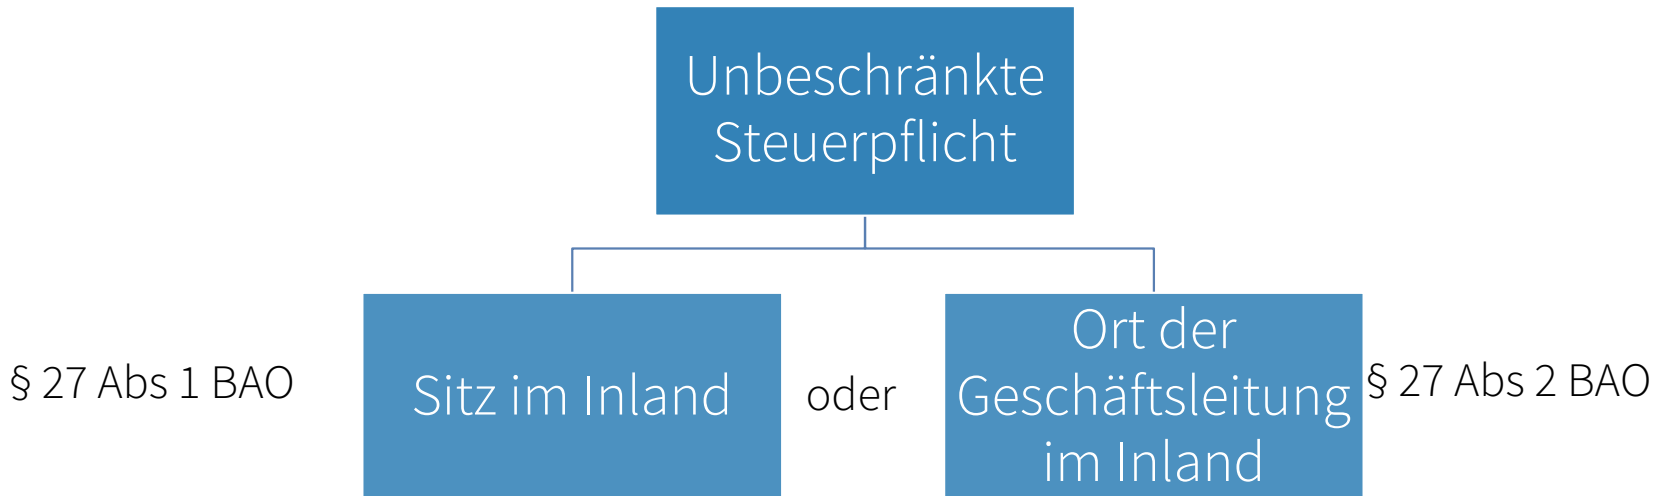 Unbeschränkte
Steuerpflicht
§ 27 Abs 1 BAO
Sitz im Inland
oder
Ort der
Geschäftsleitung
im Inland
§ 27 Abs 2 BAO